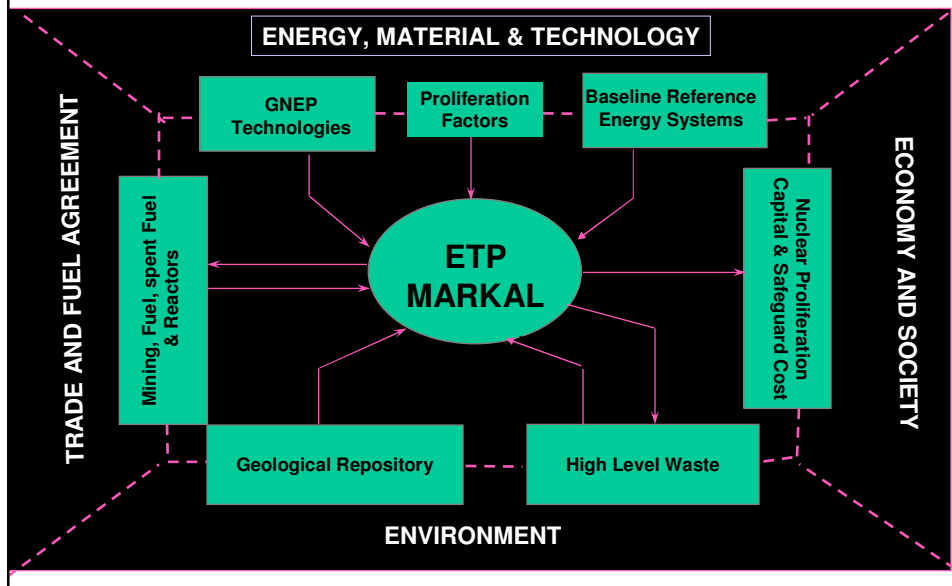 ENERGY, MATERIAL & TECHNOLOGY
GNEP
Technologies
Proliferation
Factors
Baseline Reference
Energy Systems
TRADE AND FUEL AGREEMENT
Mining, Fuel, spent Fuel
& Reactors
ETP
MARKAL
Nuclear Proliferation
Capital & Safeguard Cost
ECONOMY AND SOCIETY
Geological Repository
High Level Waste
ENVIRONMENT